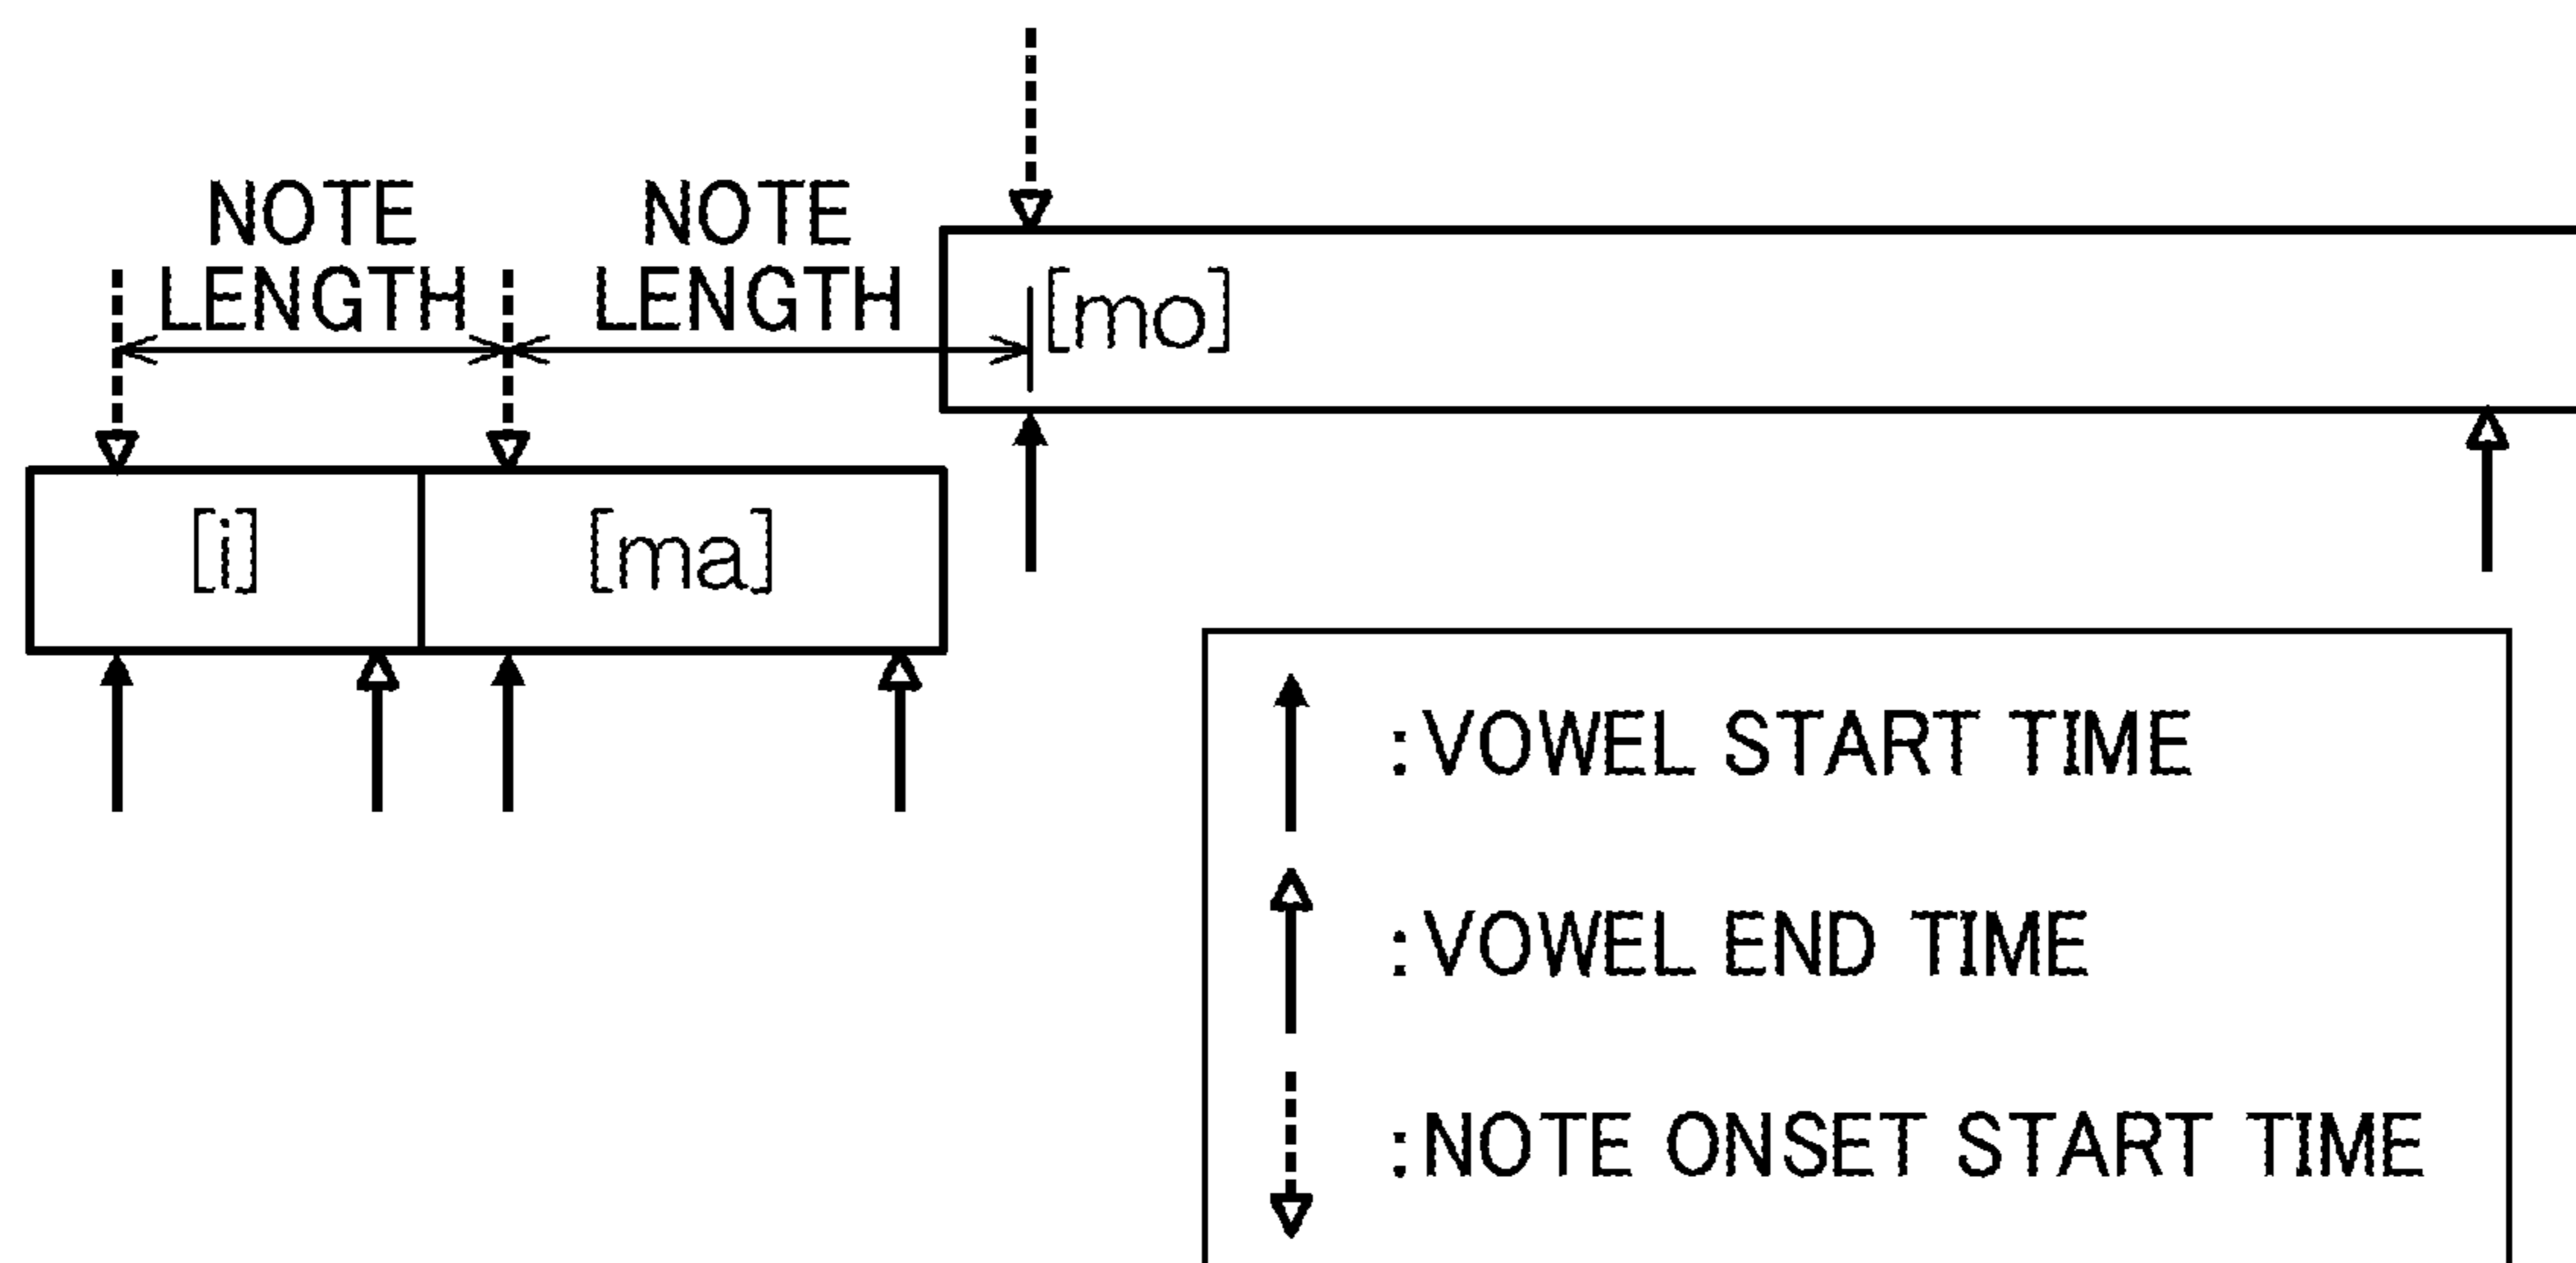 NOTE
LENGTH
NOTE
LENGTH
[mo]
[i]
[ma]
:VOWEL START TIME
:VOWEL END TIME
:NOTE ONSET START TIME